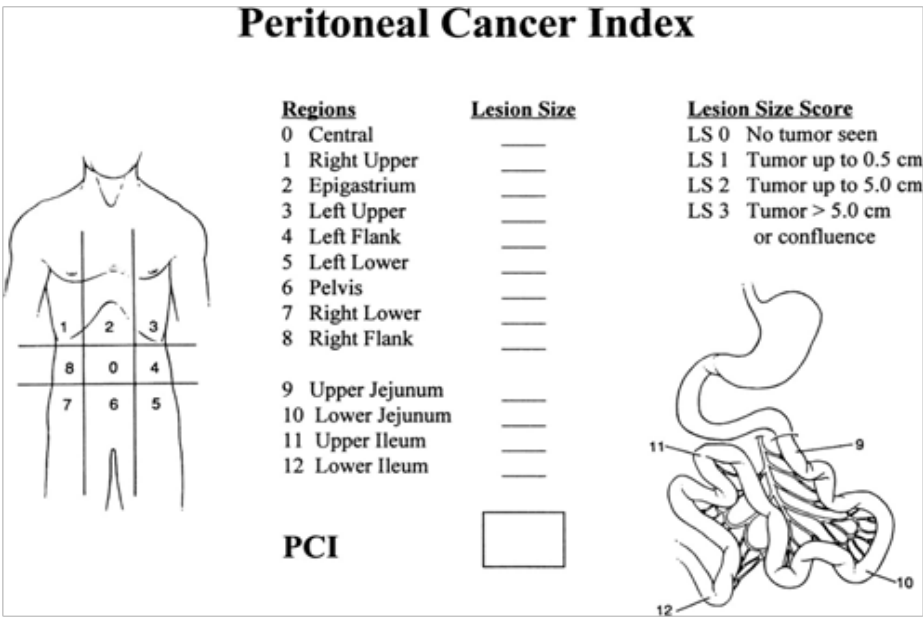 Peritoneal Cancer Index
Regions
0 Central
1 Right Upper
2 Epigastrium
3 Left Upper
4 Left Flank
5 Left Lower
6 Pelvis
7 Right Lower
8 Right Flank
9 Upper Jejunum
10 Lower Jejunum
11 Upper Ileum
12 Lower Ileum
PCI
Lesion Size
Lesion Size Score
LS 0 No tumor seen
LS 1 Tumor up to 0.5 cm
LS 2 Tumor up to 5.0 cm
LS 3 Tumor > 5.0 cm
or confluence
1 2 3
8 0 4
7 6 5
11
9
10
12